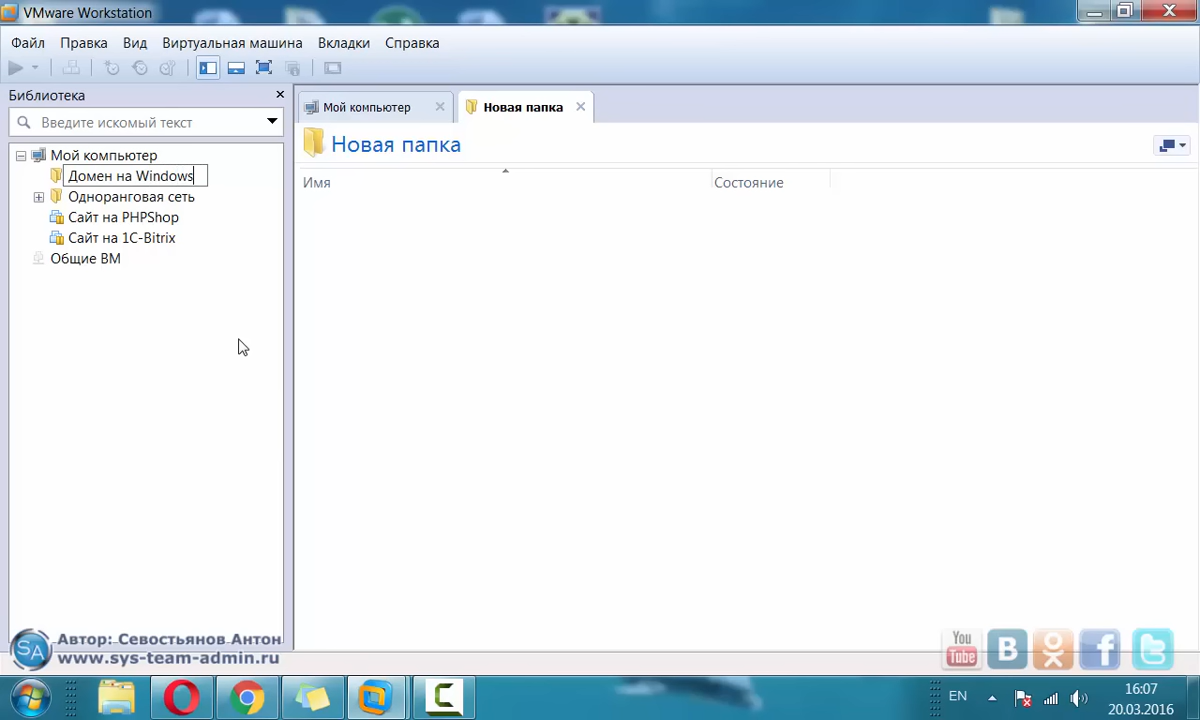 VMware Workstation
Файл Правка Вид Виртуальная машина Вкладки Справка
Библиотека
Введите искомый текст
Мой компьютер
Домен на Windows
Одноранговая сеть
Сайт на PHPShop
Сайт на 1C-Bitrix
Общие ВМ
Мой компьютер Новая папка
Новая папка
Имя Состояние
SA
Автор: Севостьянов Антон
www.sys-team-admin.ru
You
Tube
EN
16:07
20.03.2016